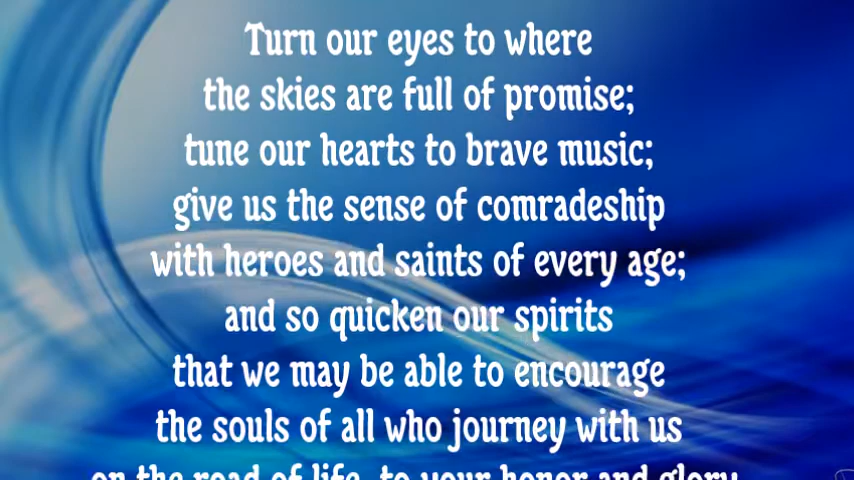 Turn our eyes to where
the skies are full of promise;
tune our hearts to brave music;
give us the sense of comradeship
with heroes and saints of every age;
and so quicken our spirits
that we may be able to encourage
the souls of all who journey with us
on the road of life, to your honor and glory.